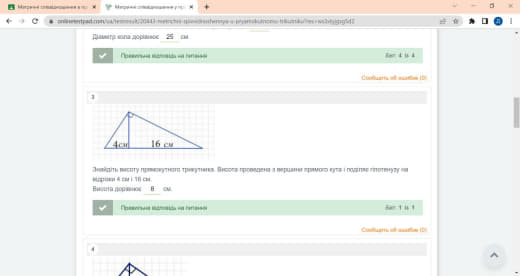 Метричні співвідношення в пр
Метричні співвідношення у пр
onlinetestpad.com/ua/testresult/20443-metrichni-spivvidnoshennya-u-pryamokutnomu-trikutniku?res=
Діаметр кола дорівнює 25 см.
Правильна відповідь на питання
Бал: 4 із 4
Сообщить об ошибке (0)
3
4см 16 см
Знайдіть висоту прямокутного трикутника. Висота проведена з вершини прямого кута і поділяє гіпотенузу на
відрізки 4 см і 16 см.
Висота дорівнює 8 см.
Правильна відповідь на питання
Бал: 1 із 1
Сообщить об ошибке (0)
4